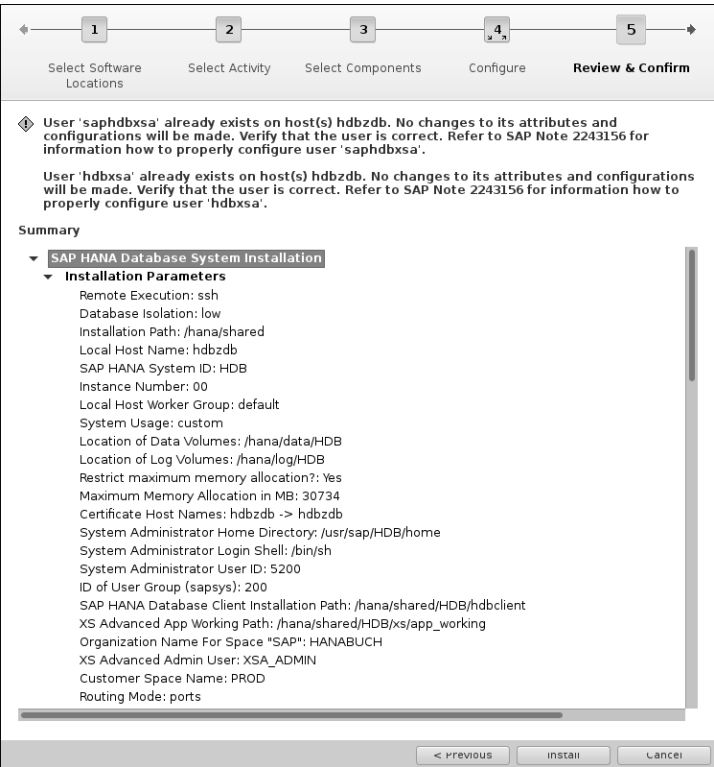 1
2
3
4
5
Select Software
Locations
Select Activity
Select Components
Configure
Review & Confirm
User 'saphdbxsa' already exists on host(s) hdbzdb. No changes to its attributes and
configurations will be made. Verify that the user is correct. Refer to SAP Note 2243156 for
information how to properly configure user 'saphdbxsa'.
User 'hdbxsa' already exists on host(s) hdbzdb. No changes to its attributes and configurations
will be made. Verify that the user is correct. Refer to SAP Note 2243156 for information how to
properly configure user 'hdbxsa'.
Summary
SAP HANA Database System Installation
Installation Parameters
Remote Execution: ssh
Database Isolation: low
Installation Path: /hana/shared
Local Host Name: hdbzdb
SAP HANA System ID: HDB
Instance Number: 00
Local Host Worker Group: default
System Usage: custom
Location of Data Volumes: /hana/data/HDB
Location of Log Volumes: /hana/log/HDB
Restrict maximum memory allocation?: Yes
Maximum Memory Allocation in MB: 30734
Certificate Host Names: hdbzdb -> hdbzdb
System Administrator Home Directory: /usr/sap/HDB/home
System Administrator Login Shell: /bin/sh
System Administrator User ID: 5200
ID of User Group (sapsys): 200
SAP HANA Database Client Installation Path: /hana/shared/HDB/hdbclient
XS Advanced App Working Path: /hana/shared/HDB/xs/app_working
Organization Name For Space "SAP": HANABUCH
XS Advanced Admin User: XSA_ADMIN
Customer Space Name: PROD
Routing Mode: ports
< Previous
Install
Cancel